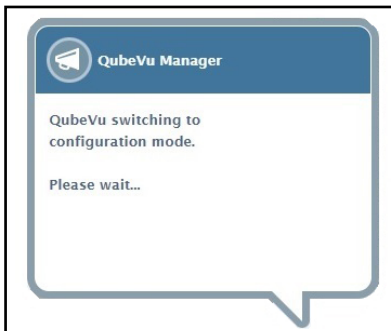 QubeVu Manager
QubeVu switching to
configuration mode.
Please wait...